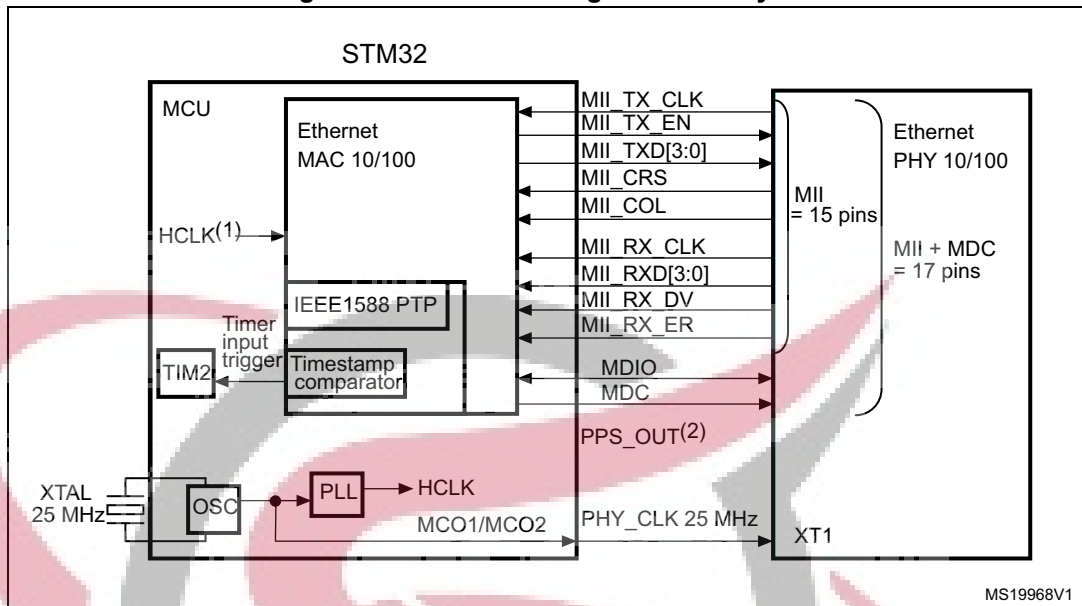 STM32
MCU
Ethernet
MAC 10/100
HCLK(1)
IEEE1588 PTP
Timer
input
trigger
TIM2
Timestamp
comparator
XTAL
25 MHz
OSC
PLL
HCLK
MCO1/MCO2
MII_TX_CLK
MII_TX_EN
MII_TXD[3:0]
MII_CRS
MII_COL
MII_RX_CLK
MII_RXD[3:0]
MII_RX_DV
MII_RX_ER
MDIO
MDC
PPS_OUT(2)
PHY_CLK 25 MHz
XT1
MII
= 15 pins
Ethernet
PHY 10/100
MII + MDC
= 17 pins
MS19968V1